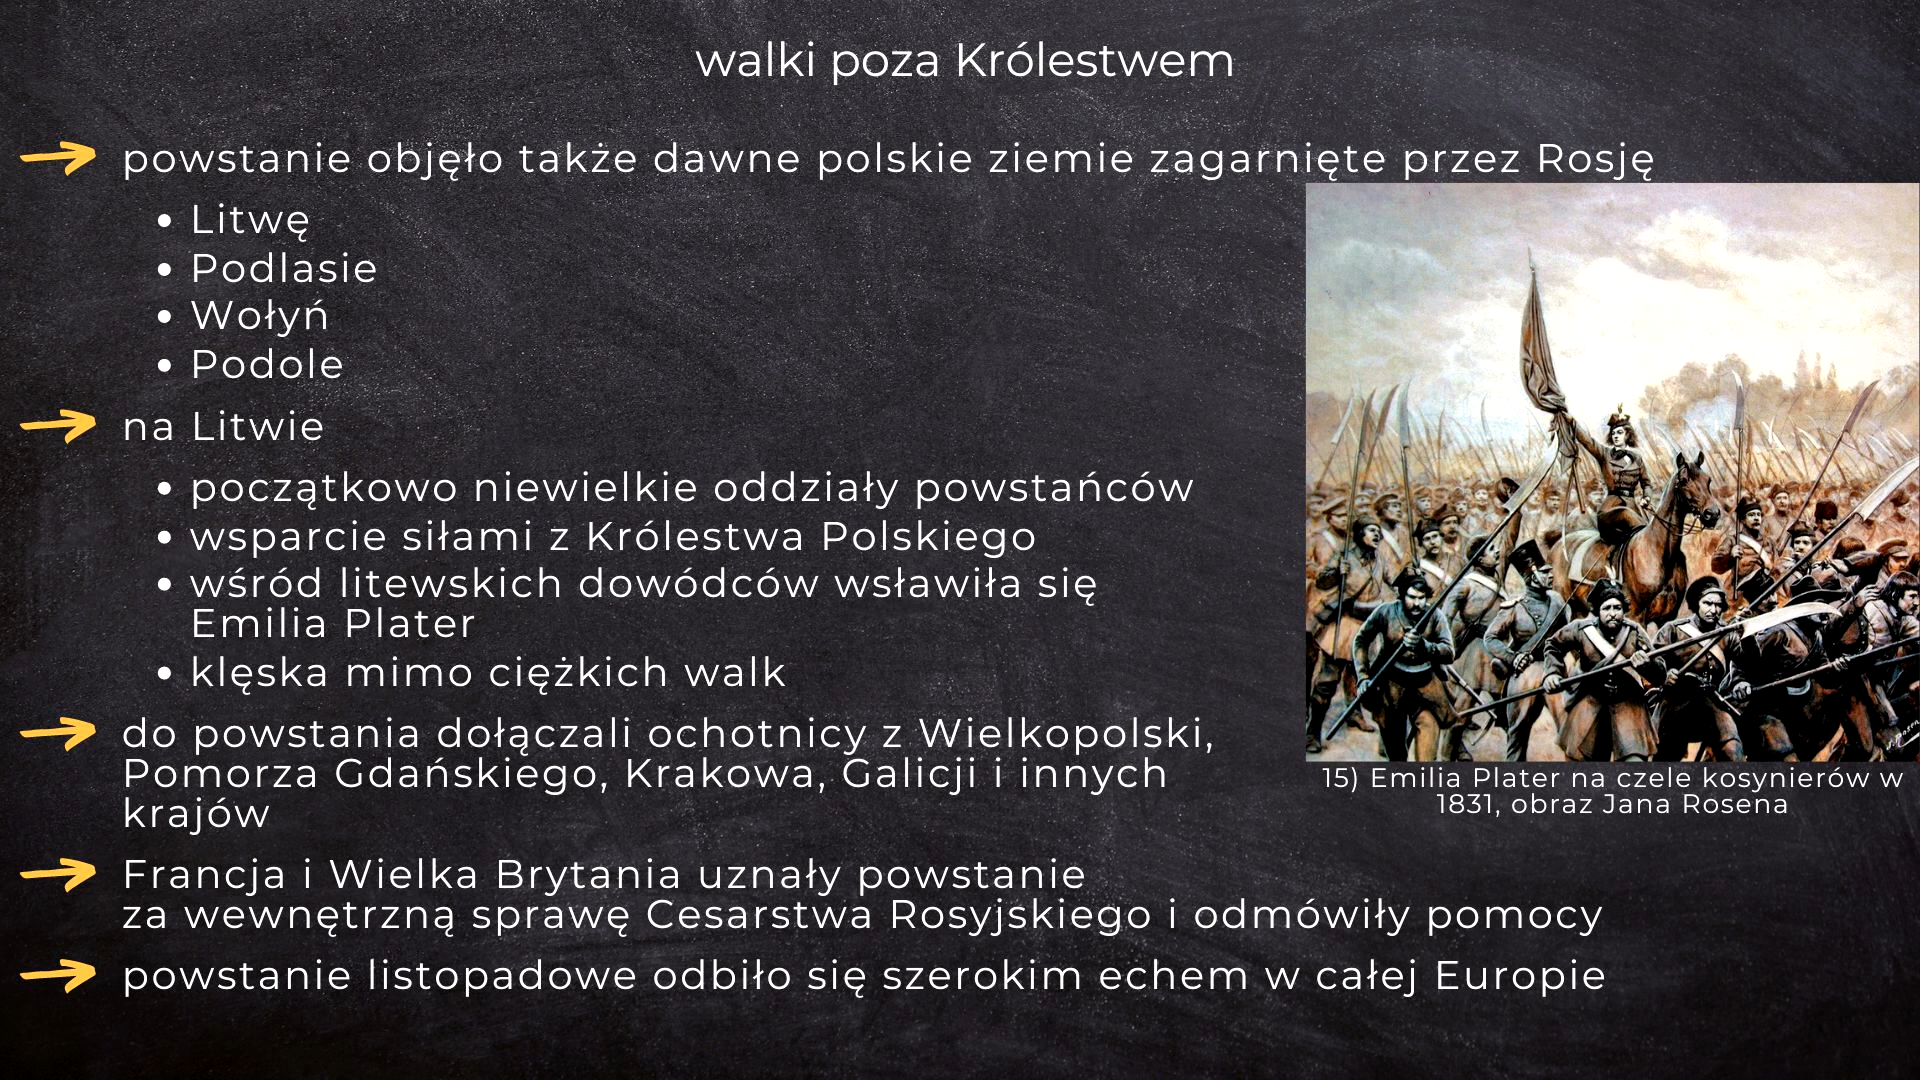 walki poza Królestwem
powstanie objęło także dawne polskie ziemie zagarnięte przez Rosję
• Litwę
• Podlasie
• Wołyń
• Podole
na Litwie
• początkowo niewielkie oddziały powstańców
• wsparcie siłami z Królestwa Polskiego
• wśród litewskich dowódców wsławiła się
Emilia Plater
• klęska mimo ciężkich walk
do powstania dołączali ochotnicy z Wielkopolski,
Pomorza Gdańskiego, Krakowa, Galicji i innych
krajów
15) Emilia Plater na czele kosynierów w
1831, obraz Jana Rosena
Francja i Wielka Brytania uznały powstanie
za wewnętrzną sprawę Cesarstwa Rosyjskiego i odmówiły pomocy
powstanie listopadowe odbiło się szerokim echem w całej Europie